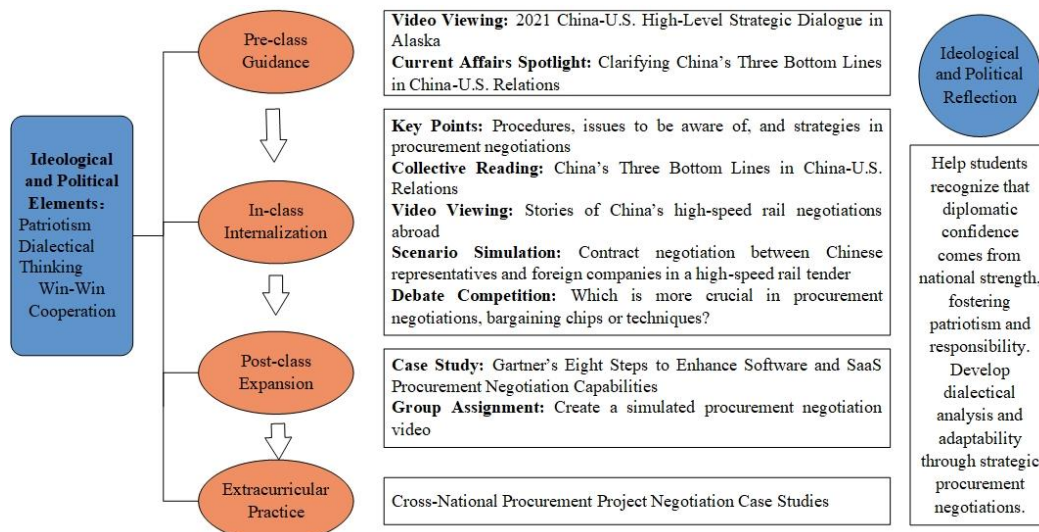 Ideological
and Political
Elements:
Patriotism
Dialectical
Thinking
Win-Win
Cooperation
Pre-class
Guidance
Video Viewing: 2021 China-U.S. High-Level Strategic Dialogue in
Alaska
Current Affairs Spotlight: Clarifying China's Three Bottom Lines
in China-U.S. Relations
In-class
Internalization
Key Points: Procedures, issues to be aware of, and strategies in
procurement negotiations
Collective Reading: China's Three Bottom Lines in China-U.S.
Relations
Video Viewing: Stories of China's high-speed rail negotiations
abroad
Scenario Simulation: Contract negotiation between Chinese
representatives and foreign companies in a high-speed rail tender
Debate Competition: Which is more crucial in procurement
negotiations, bargaining chips or techniques?
Post-class
Expansion
Case Study: Gartner's Eight Steps to Enhance Software and SaaS
Procurement Negotiation Capabilities
Group Assignment: Create a simulated procurement negotiation
video
Extracurricular
Practice
Cross-National Procurement Project Negotiation Case Studies
Ideological
and Political
Reflection
Help students
recognize that
diplomatic
confidence
comes from
national strength,
fostering
patriotism and
responsibility.
Develop
dialectical
analysis and
adaptability
through strategic
procurement
negotiations.